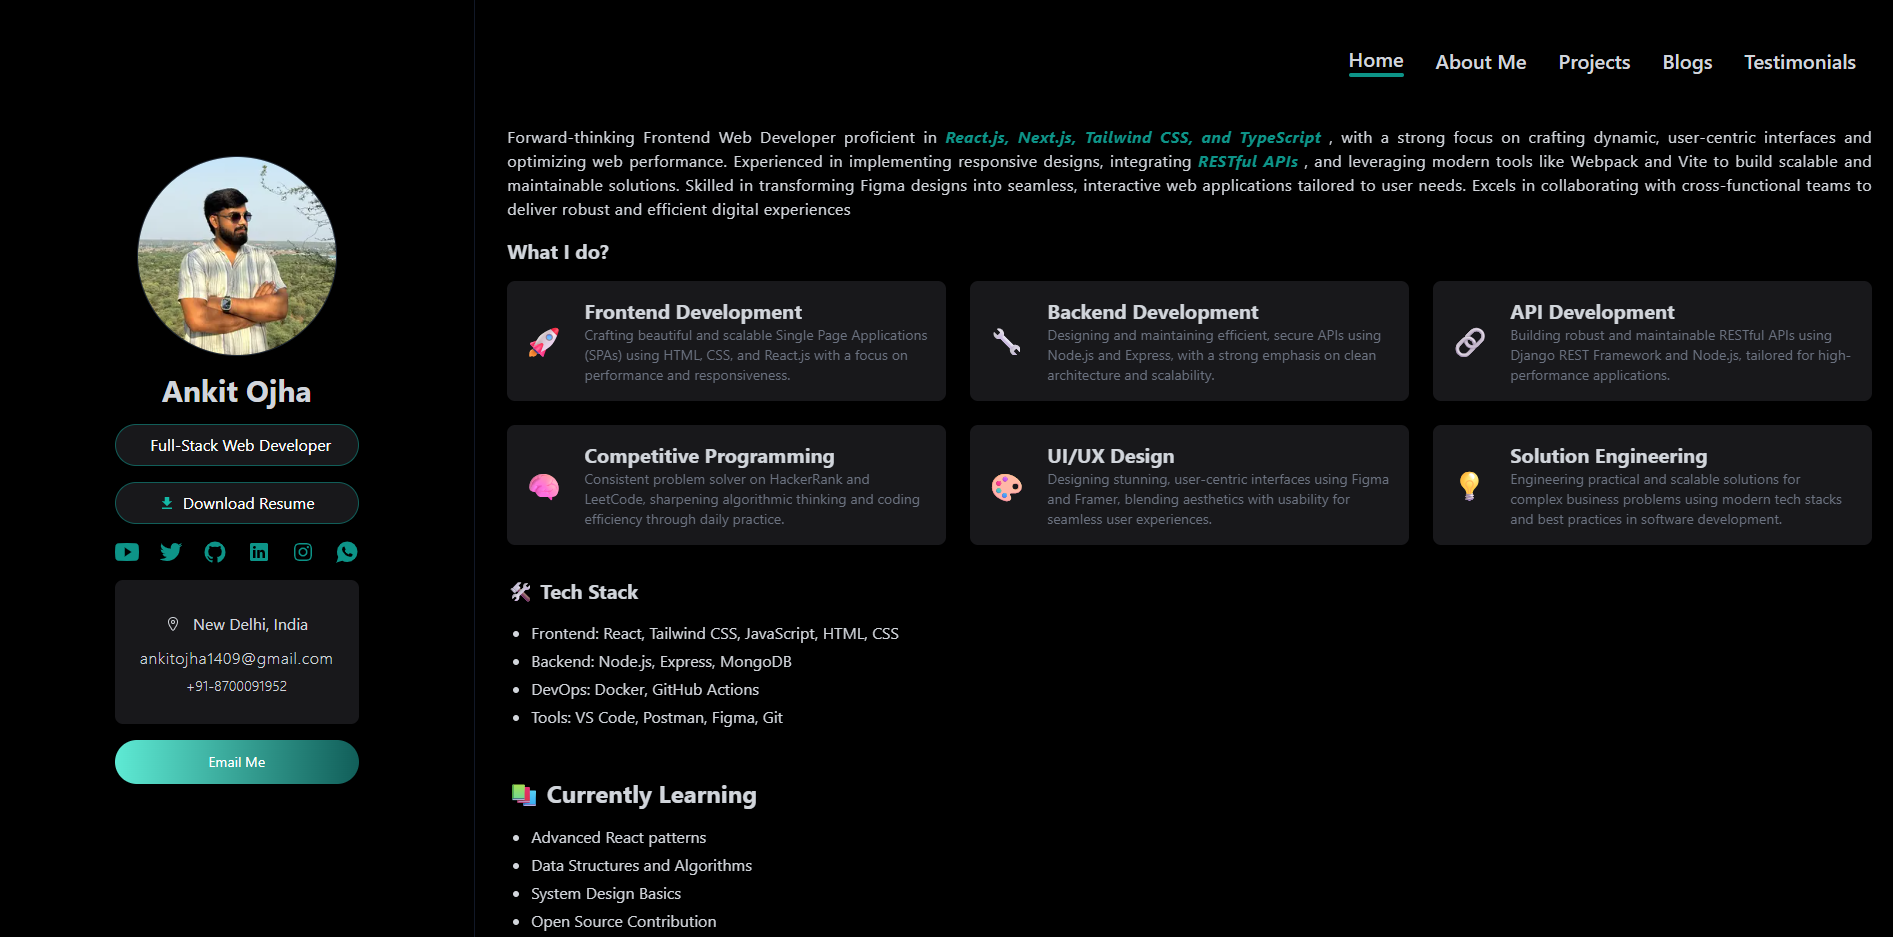 Home About Me Projects Blogs Testimonials
Ankit Ojha
Full-Stack Web Developer
Download Resume
New Delhi, India
ankitojha1409@gmail.com
+91-8700091952
Email Me
Forward-thinking Frontend Web Developer proficient in React.js, Next.js, Tailwind CSS, and TypeScript , with a strong focus on crafting dynamic, user-centric interfaces and
optimizing web performance. Experienced in implementing responsive designs, integrating RESTful APIs , and leveraging modern tools like Webpack and Vite to build scalable and
maintainable solutions. Skilled in transforming Figma designs into seamless, interactive web applications tailored to user needs. Excels in collaborating with cross-functional teams to
deliver robust and efficient digital experiences
What I do?
Frontend Development
Crafting beautiful and scalable Single Page Applications
(SPAs) using HTML, CSS, and React.js with a focus on
performance and responsiveness.
Backend Development
Designing and maintaining efficient, secure APIs using
Node.js and Express, with a strong emphasis on clean
architecture and scalability.
API Development
Building robust and maintainable RESTful APIs using
Django REST Framework and Node.js, tailored for high-
performance applications.
Competitive Programming
Consistent problem solver on HackerRank and
LeetCode, sharpening algorithmic thinking and coding
efficiency through daily practice.
UI/UX Design
Designing stunning, user-centric interfaces using Figma
and Framer, blending aesthetics with usability for
seamless user experiences.
Solution Engineering
Engineering practical and scalable solutions for
complex business problems using modern tech stacks
and best practices in software development.
🛠 Tech Stack
• Frontend: React, Tailwind CSS, JavaScript, HTML, CSS
• Backend: Node.js, Express, MongoDB
• DevOps: Docker, GitHub Actions
• Tools: VS Code, Postman, Figma, Git
📚 Currently Learning
• Advanced React patterns
• Data Structures and Algorithms
• System Design Basics
• Open Source Contribution